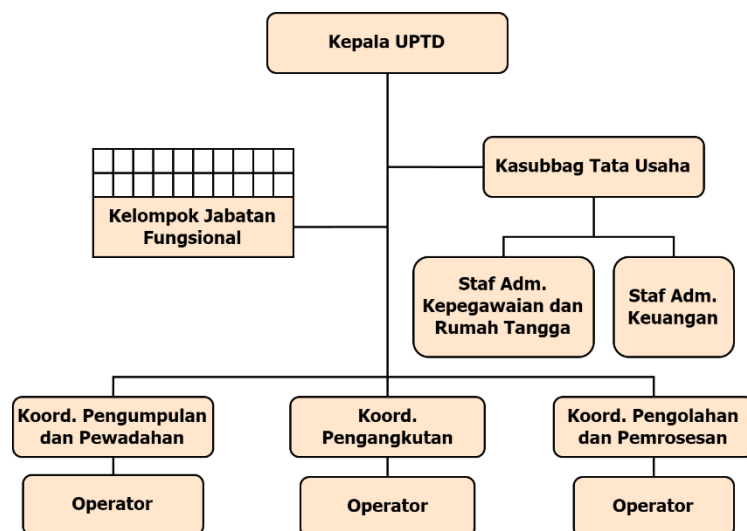 Kepala UPTD
Kasubbag Tata Usaha
Kelompok Jabatan
Fungsional
Staf Adm.
Kepegawaian dan
Rumah Tangga
Staf Adm.
Keuangan
Koord. Pengumpulan
dan Pewadahan
Koord.
Pengangkutan
Koord. Pengolahan
dan Pemrosesan
Operator
Operator
Operator